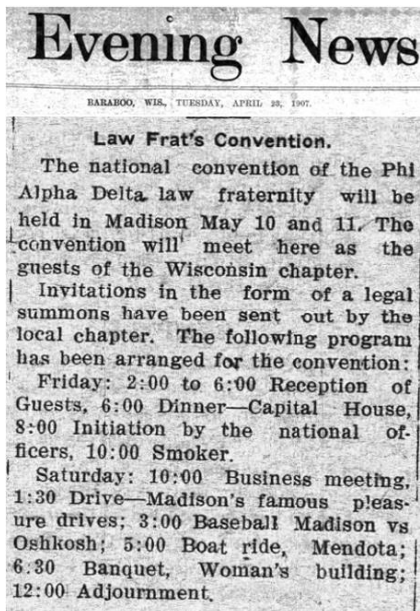 Evening News
BARABOO, WIS., TUESDAY, APRIL 23, 1907.
Law Frat's Convention.
The national convention of the Phi
Alpha Delta law fraternity will be
held in Madison May 10 and 11. The
convention will meet here as the
guests of the Wisconsin chapter.
Invitations in the form of a legal
summons have been sent out by the
local chapter. The following program
has been arranged for the convention:
Friday: 2:00 to 6:00 Reception of
Guests, 6:00 Dinner—Capital House,
8:00 Initiation by the national of-
ficers, 10:00 Smoker.
Saturday: 10:00 Business meeting,
1:30 Drive—Madison's famous pleas-
ure drives; 3:00 Baseball Madison vs
Oshkosh; 5:00 Boat ride, Mendota;
6:30 Banquet, Woman's building;
12:00 Adjournment.